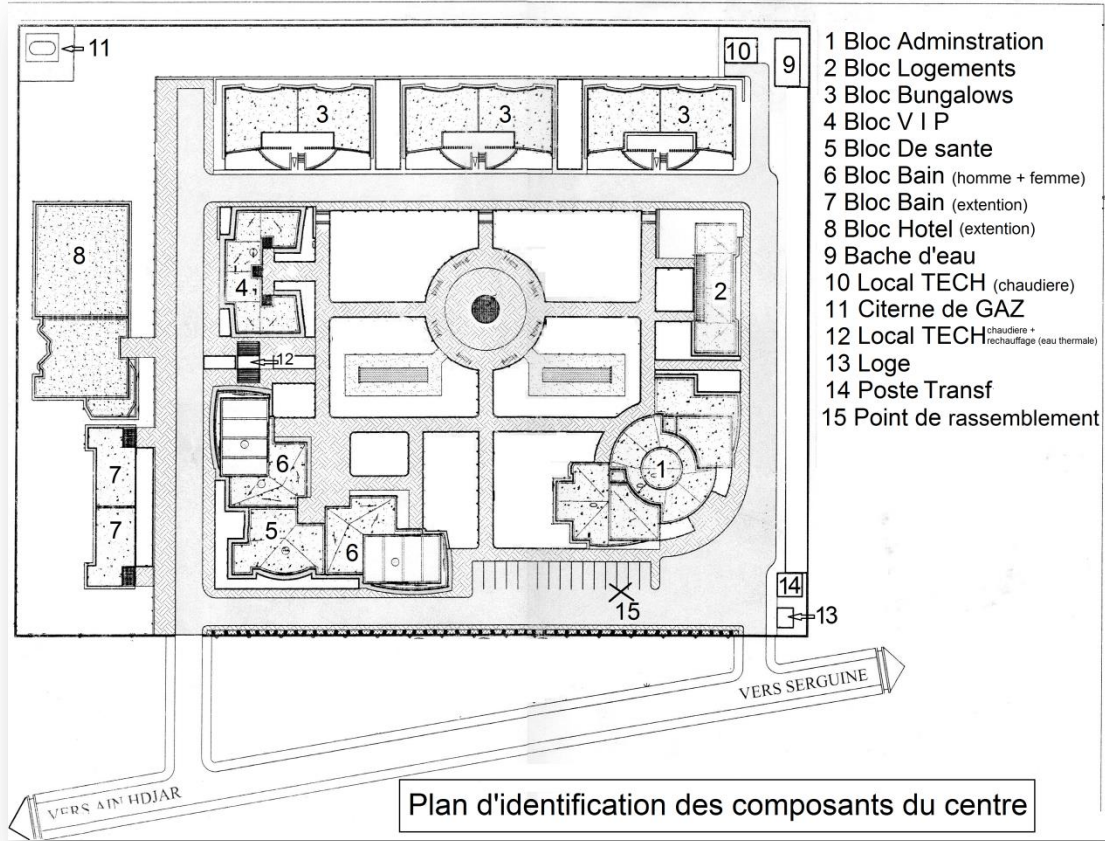 11
10
9
3
3
3
8
4
2
12
7
6
1
7
5
6
14
15
13
1 Bloc Adminstration
2 Bloc Logements
3 Bloc Bungalows
4 Bloc V I P
5 Bloc De sante
6 Bloc Bain (homme + femme)
7 Bloc Bain (extention)
8 Bloc Hotel (extention)
9 Bache d'eau
10 Local TECH (chaudiere)
11 Citerne de GAZ
12 Local TECH chaudiere +
rechauffage (eau thermale)
13 Loge
14 Poste Transf
15 Point de rassemblement
VERS SERGUINE
VERS AIN HDJAR
Plan d'identification des composants du centre